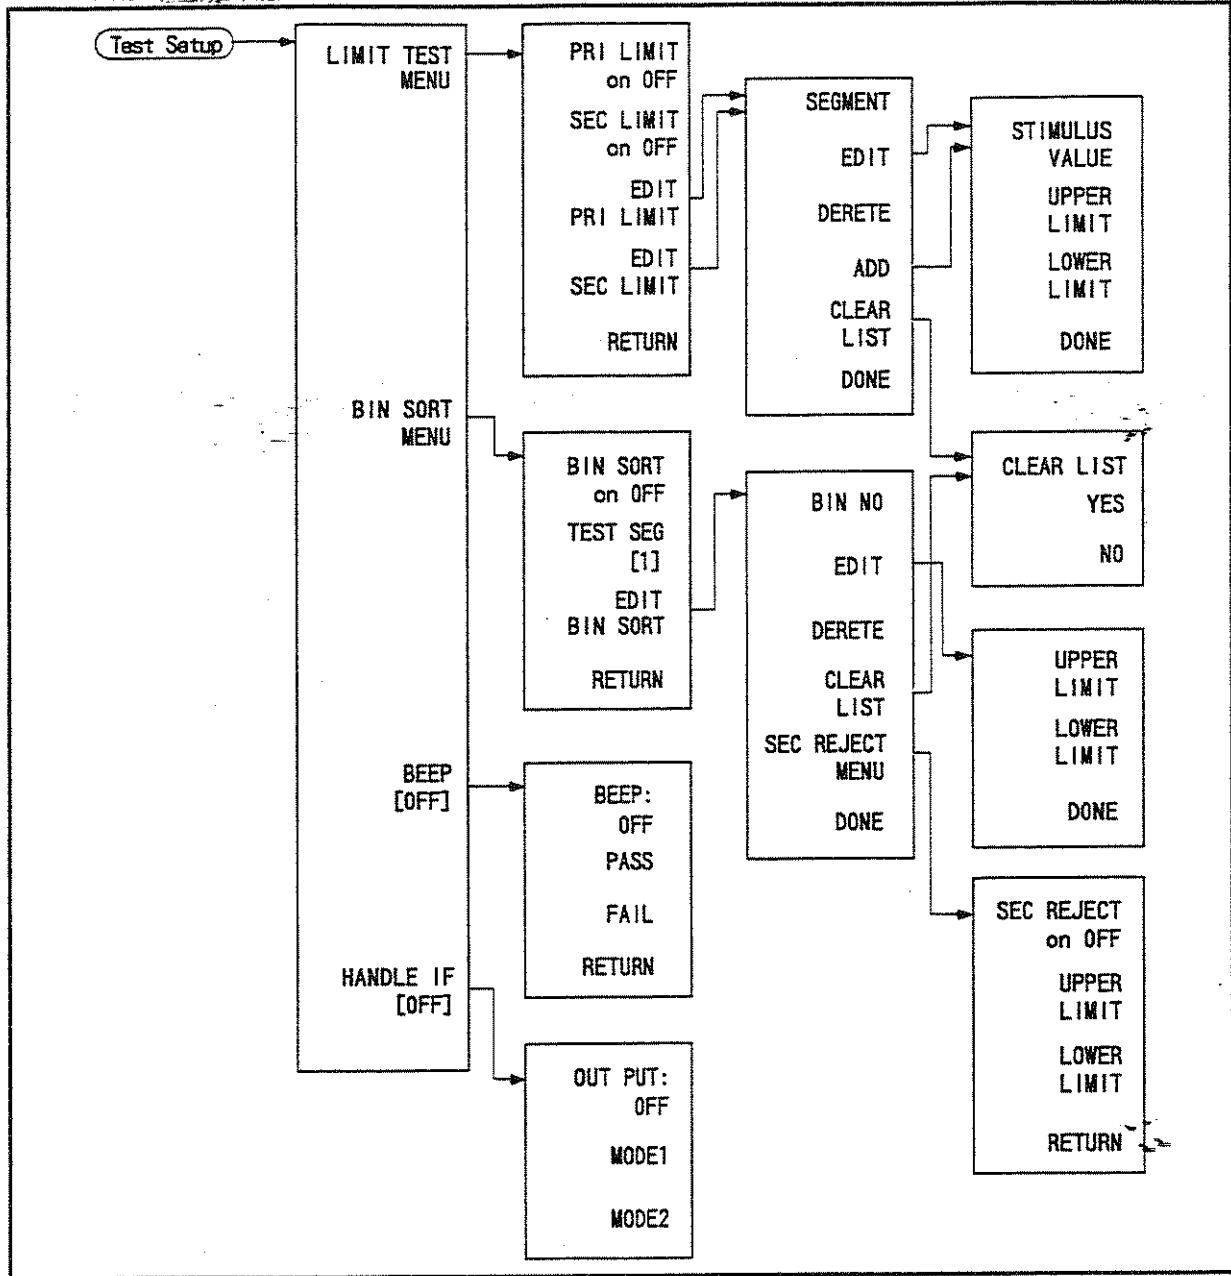 Test Setup
LIMIT TEST
MENU
BIN SORT
MENU
BEEP
[OFF]
HANDLE IF
[OFF]
PRI LIMIT
on OFF
SEC LIMIT
on OFF
EDIT
PRI LIMIT
EDIT
SEC LIMIT
RETURN
BIN SORT
on OFF
TEST SEG
[1]
EDIT
BIN SORT
RETURN
BEEP:
OFF
PASS
FAIL
RETURN
OUT PUT:
OFF
MODE1
MODE2
SEGMENT
EDIT
DERETE
ADD
CLEAR
LIST
DONE
BIN NO
EDIT
DERETE
CLEAR
LIST
SEC REJECT
MENU
DONE
STIMULUS
VALUE
UPPER
LIMIT
LOWER
LIMIT
DONE
CLEAR LIST
YES
NO
UPPER
LIMIT
LOWER
LIMIT
DONE
SEC REJECT
on OFF
UPPER
LIMIT
LOWER
LIMIT
RETURN